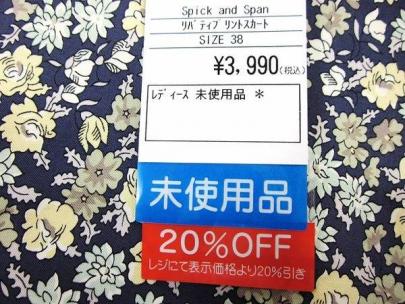 Spick and Span
リバティプリントスカート
SIZE 38
¥3,990(税込)
レディース 未使用品 *
未使用品
20%OFF
レジにて表示価格より20%引き